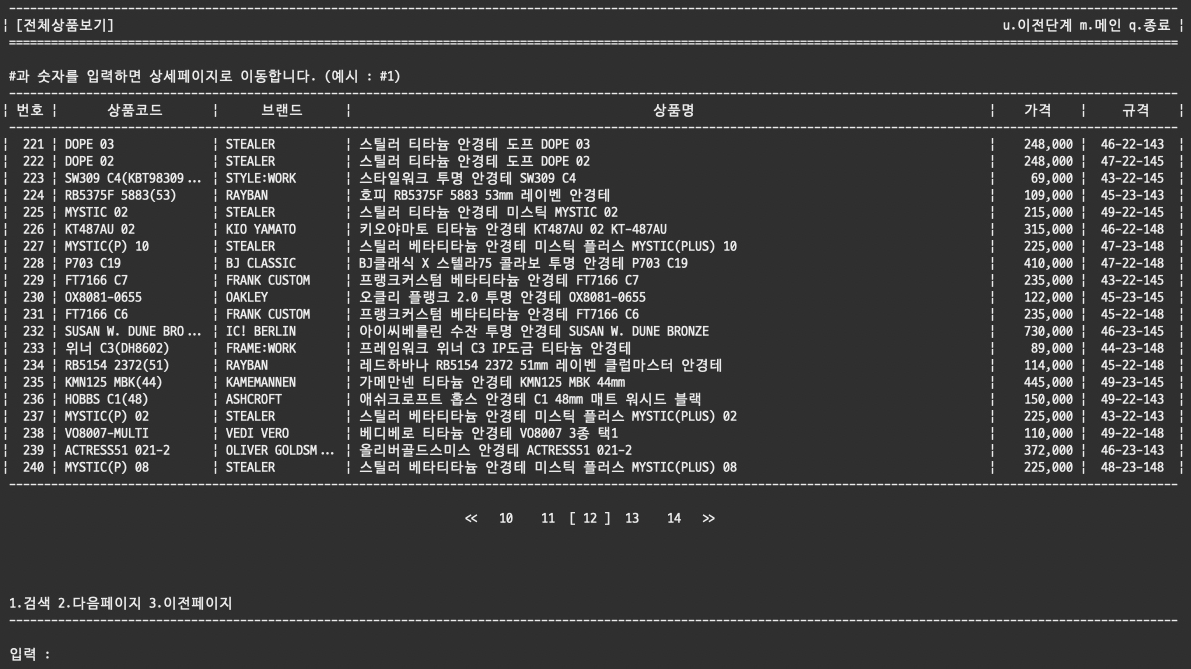 [전체상품보기] u.이전단계 m.메인 q.종료
#과 숫자를 입력하면 상세페이지로 이동합니다. (예시 : #1)
번호 ¦ 상품코드 ¦ 브랜드 ¦ 상품명 ¦ 가격 ¦ 규격
221 ¦ DOPE 03 ¦ STEALER ¦ 스틸러 티타늄 안경테 도프 DOPE 03 ¦ 248,000 ¦ 46-22-143
222 ¦ DOPE 02 ¦ STEALER ¦ 스틸러 티타늄 안경테 도프 DOPE 02 ¦ 248,000 ¦ 47-22-145
223 ¦ SW309 C4(KBT98309... ¦ STYLE:WORK ¦ 스타일워크 투명 안경테 SW309 C4 ¦ 69,000 ¦ 43-22-145
224 ¦ RB5375F 5883(53) ¦ RAYBAN ¦ 호피 RB5375F 5883 53mm 레이벤 안경테 ¦ 109,000 ¦ 45-23-143
225 ¦ MYSTIC 02 ¦ STEALER ¦ 스틸러 티타늄 안경테 미스틱 MYSTIC 02 ¦ 215,000 ¦ 49-22-145
226 ¦ KT487AU 02 ¦ KIO YAMATO ¦ 키오야마토 티타늄 안경테 KT487AU 02 KT-487AU ¦ 315,000 ¦ 46-22-148
227 ¦ MYSTIC(P) 10 ¦ STEALER ¦ 스틸러 베타티타늄 안경테 미스틱 플러스 MYSTIC(PLUS) 10 ¦ 225,000 ¦ 47-23-148
228 ¦ P703 C19 ¦ BJ CLASSIC ¦ BJ클래식 X 스텔라75 콜라보 투명 안경테 P703 C19 ¦ 410,000 ¦ 47-22-148
229 ¦ FT7166 C7 ¦ FRANK CUSTOM ¦ 프랭크커스텀 베타티타늄 안경테 FT7166 C7 ¦ 235,000 ¦ 43-22-145
230 ¦ OX8081-0655 ¦ OAKLEY ¦ 오클리 플랭크 2.0 투명 안경테 OX8081-0655 ¦ 122,000 ¦ 45-23-145
231 ¦ FT7166 C6 ¦ FRANK CUSTOM ¦ 프랭크커스텀 베타티타늄 안경테 FT7166 C6 ¦ 235,000 ¦ 45-22-148
232 ¦ SUSAN W. DUNE BRO... ¦ IC! BERLIN ¦ 아이씨베를린 수잔 투명 안경테 SUSAN W. DUNE BRONZE ¦ 730,000 ¦ 46-23-145
233 ¦ 위너 C3(DH8602) ¦ FRAME:WORK ¦ 프레임워크 위너 C3 IP도금 티타늄 안경테 ¦ 89,000 ¦ 44-23-148
234 ¦ RB5154 2372(51) ¦ RAYBAN ¦ 레드하바나 RB5154 2372 51mm 레이벤 클럽마스터 안경테 ¦ 114,000 ¦ 45-22-148
235 ¦ KMN125 MBK(44) ¦ KAMEMANNEN ¦ 가메만넨 티타늄 안경테 KMN125 MBK 44mm ¦ 445,000 ¦ 49-23-145
236 ¦ HOBBS C1(48) ¦ ASHCROFT ¦ 애쉬크로프트 홉스 안경테 C1 48mm 매트 워시드 블랙 ¦ 150,000 ¦ 49-22-143
237 ¦ MYSTIC(P) 02 ¦ STEALER ¦ 스틸러 베타티타늄 안경테 미스틱 플러스 MYSTIC(PLUS) 02 ¦ 225,000 ¦ 43-22-143
238 ¦ VO8007-MULTI ¦ VEDI VERO ¦ 베디베로 티타늄 안경테 VO8007 3종 택1 ¦ 110,000 ¦ 49-22-148
239 ¦ ACTRESS51 021-2 ¦ OLIVER GOLDSM... ¦ 올리버골드스미스 안경테 ACTRESS51 021-2 ¦ 372,000 ¦ 46-23-143
240 ¦ MYSTIC(P) 08 ¦ STEALER ¦ 스틸러 베타티타늄 안경테 미스틱 플러스 MYSTIC(PLUS) 08 ¦ 225,000 ¦ 48-23-148
<< 10 11 [ 12 ] 13 14 >>
1.검색 2.다음페이지 3.이전페이지
입력 :